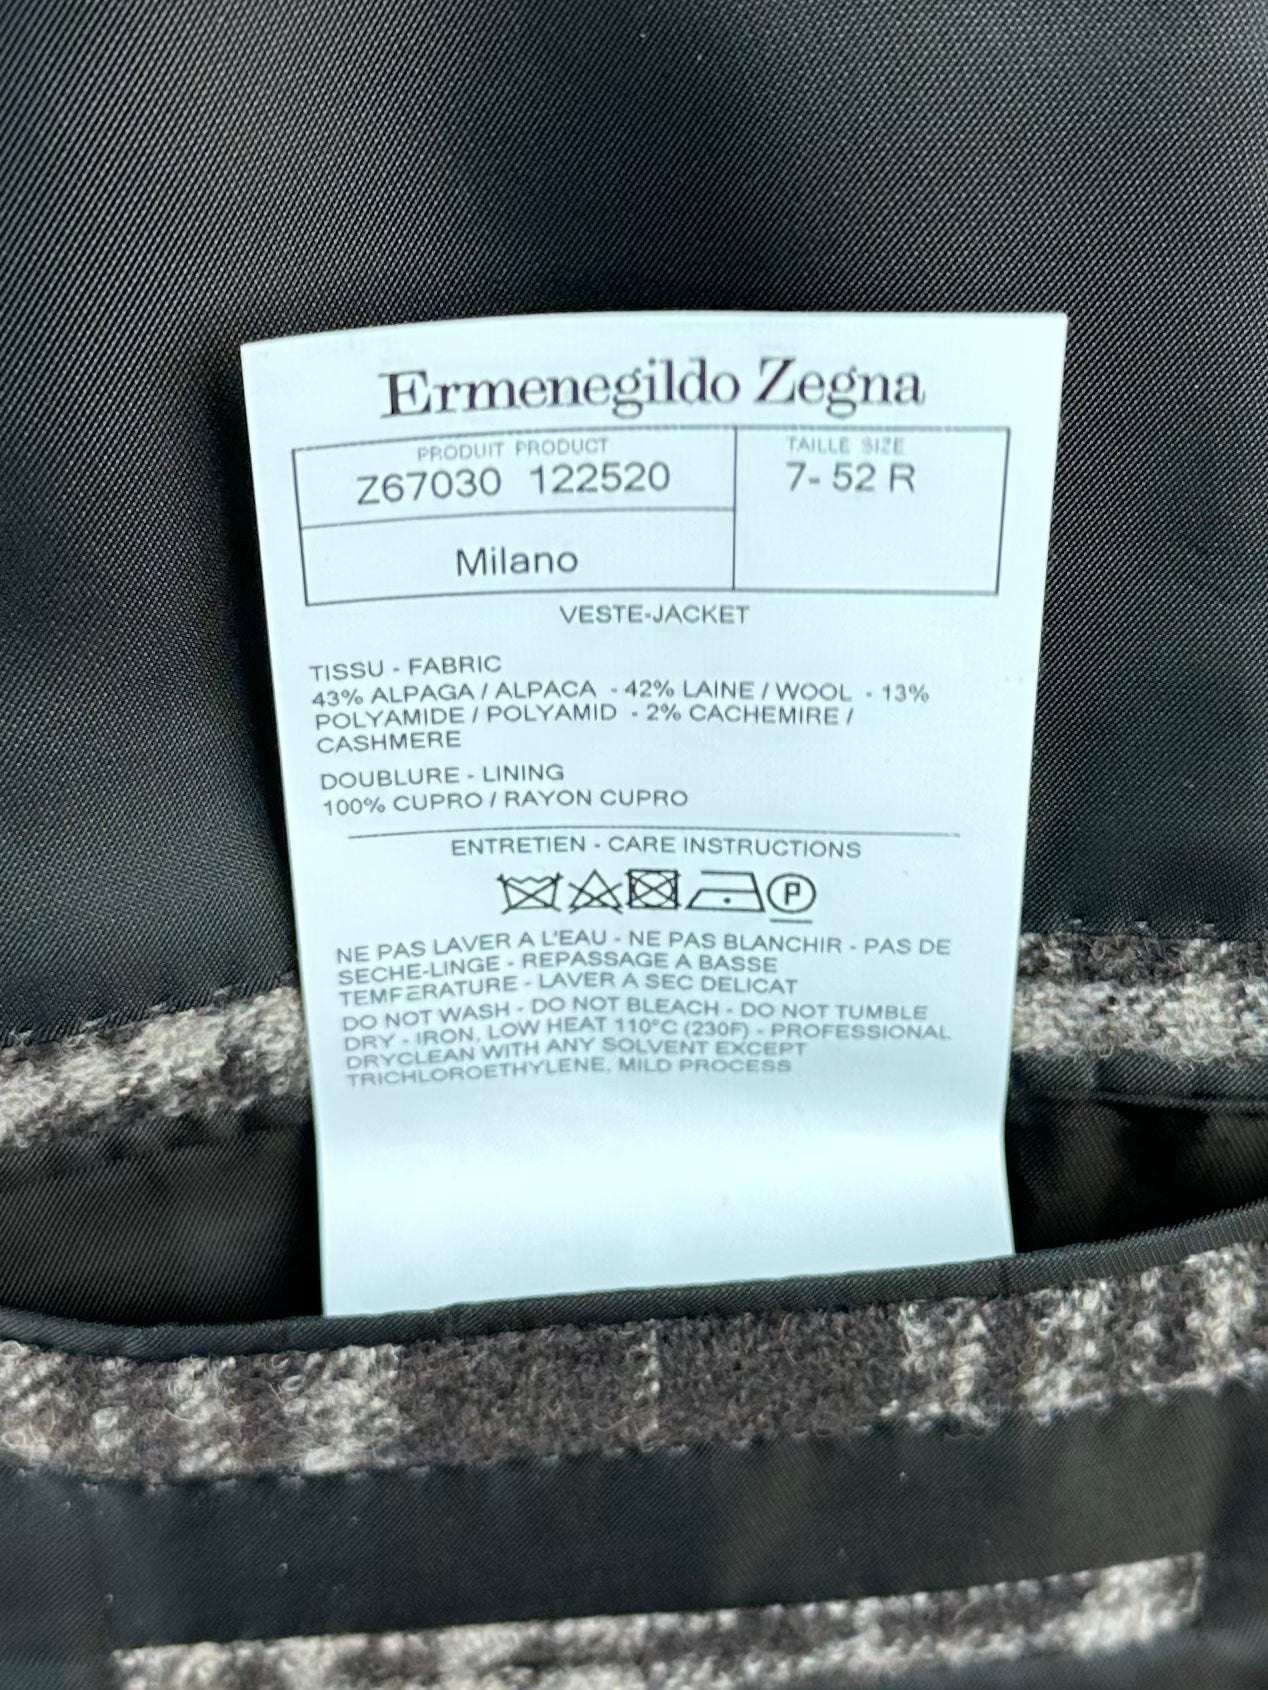 Ermenegildo Zegna
PRODUIT PRODUCT
Z67030 122520
TAILLE SIZE
7- 52 R
Milano
VESTE-JACKET
TISSU - FABRIC
43% ALPAGA / ALPACA - 42% LAINE / WOOL - 13%
POLYAMIDE / POLYAMID - 2% CACHEMIRE /
CASHMERE
DOUBLURE - LINING
100% CUPRO / RAYON CUPRO
ENTRETIEN - CARE INSTRUCTIONS
P
NE PAS LAVER A L'EAU - NE PAS BLANCHIR - PAS DE
SECHE-LINGE - REPASSAGE A BASSE
TEMPERATURE - LAVER A SEC DELICAT
DO NOT WASH - DO NOT BLEACH - DO NOT TUMBLE
DRY - IRON, LOW HEAT 110°C (230F) - PROFESSIONAL
DRYCLEAN WITH ANY SOLVENT EXCEPT
TRICHLOROETHYLENE, MILD PROCESS